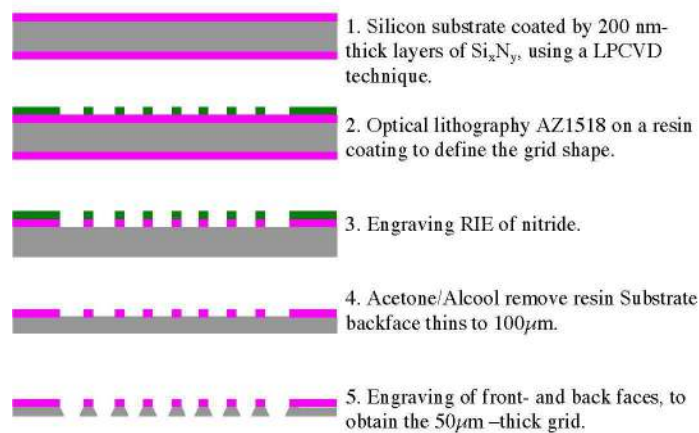 1. Silicon substrate coated by 200 nm-
thick layers of SixNy, using a LPCVD
technique.
2. Optical lithography AZ1518 on a resin
coating to define the grid shape.
3. Engraving RIE of nitride.
4. Acetone/Alcool remove resin Substrate
backface thins to 100μm.
5. Engraving of front- and back faces, to
obtain the 50μm –thick grid.